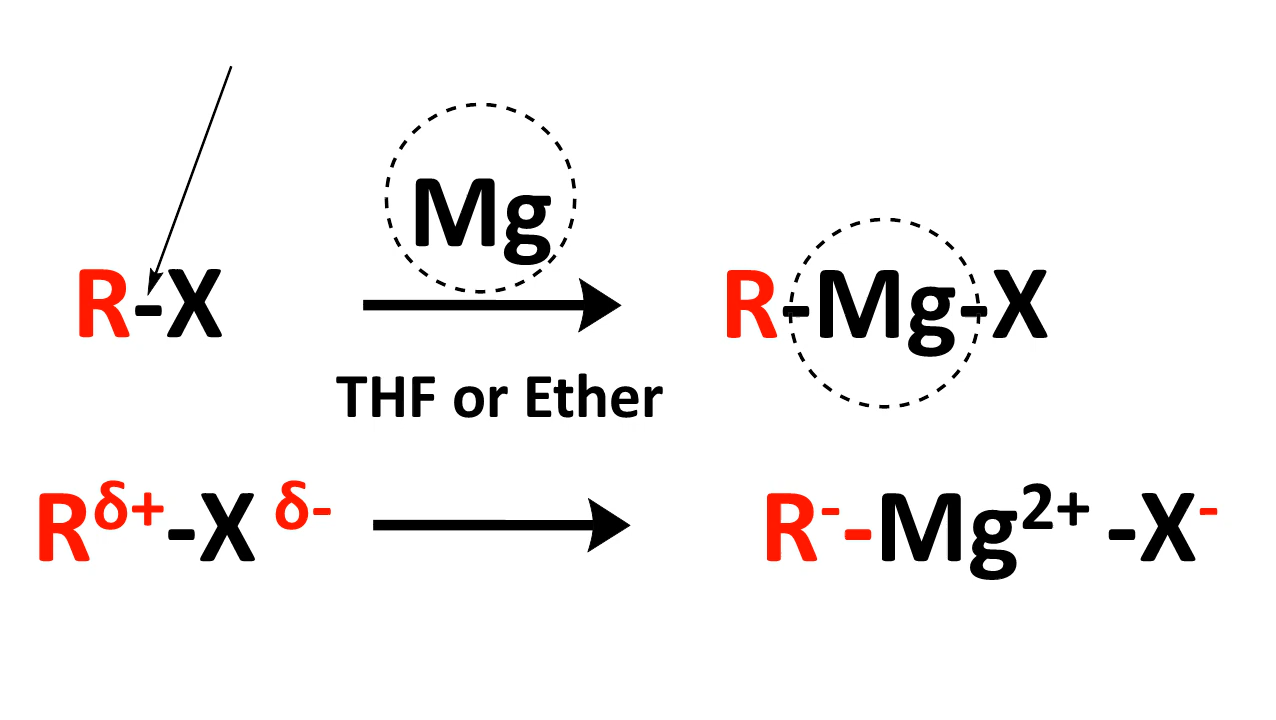 Mg
R-X R-Mg-X
THF or Ether
Rδ+-X δ- R⁻-Mg²⁺ -X⁻